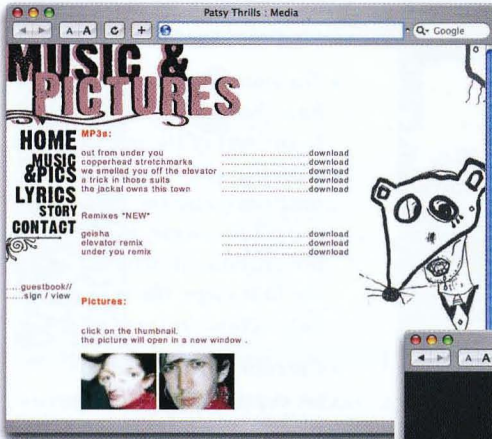 Patsy Thrills : Media
A A C + Q- Google
MUSIC &
PICTURES
HOME
MUSIC
&PICS
LYRICS
STORY
CONTACT
....guestbook//
.....sign / view
MP3s:
out from under you ..........................download
copperhead stretchmarks ..........................download
we smelled you off the elevator ..........................download
a trick in those suits ..........................download
the jackal owns this town ..........................download
Remixes *NEW*
geisha ..........................download
elevator remix ..........................download
under you remix ..........................download
Pictures:
click on the thumbnail.
the picture will open in a new window .
A A